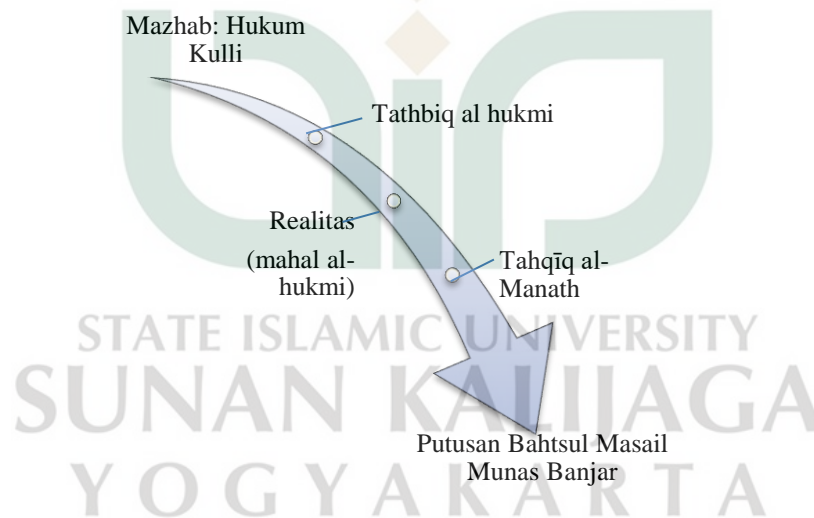 Mazhab: Hukum
Kulli
Tathbiq al hukmi
Realitas
(mahal al-
hukmi)
Tahqīq al-
Manath
STATE ISLAMIC UNIVERSITY
SUNAN KALIJAGA
Putusan Bahtsul Masail
Munas Banjar
YOGYAKARTA